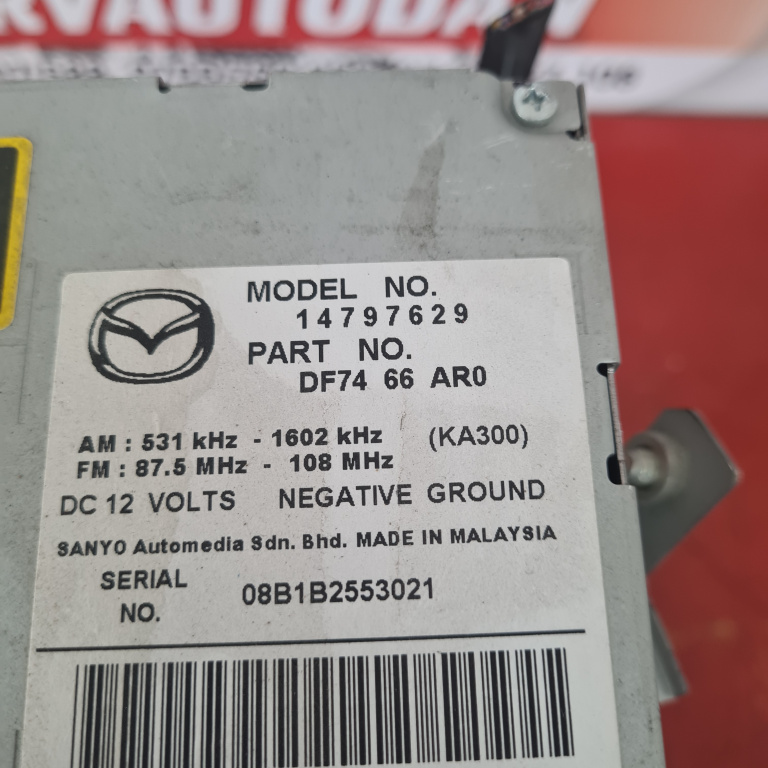 RVAUTODAN
MODEL NO.
14797629
PART NO.
DF74 66 AR0
AM : 531 kHz - 1602 kHz (KA300)
FM : 87.5 MHz - 108 MHz
DC 12 VOLTS NEGATIVE GROUND
SANYO Automedia Sdn. Bhd. MADE IN MALAYSIA
SERIAL NO. 08B1B2553021